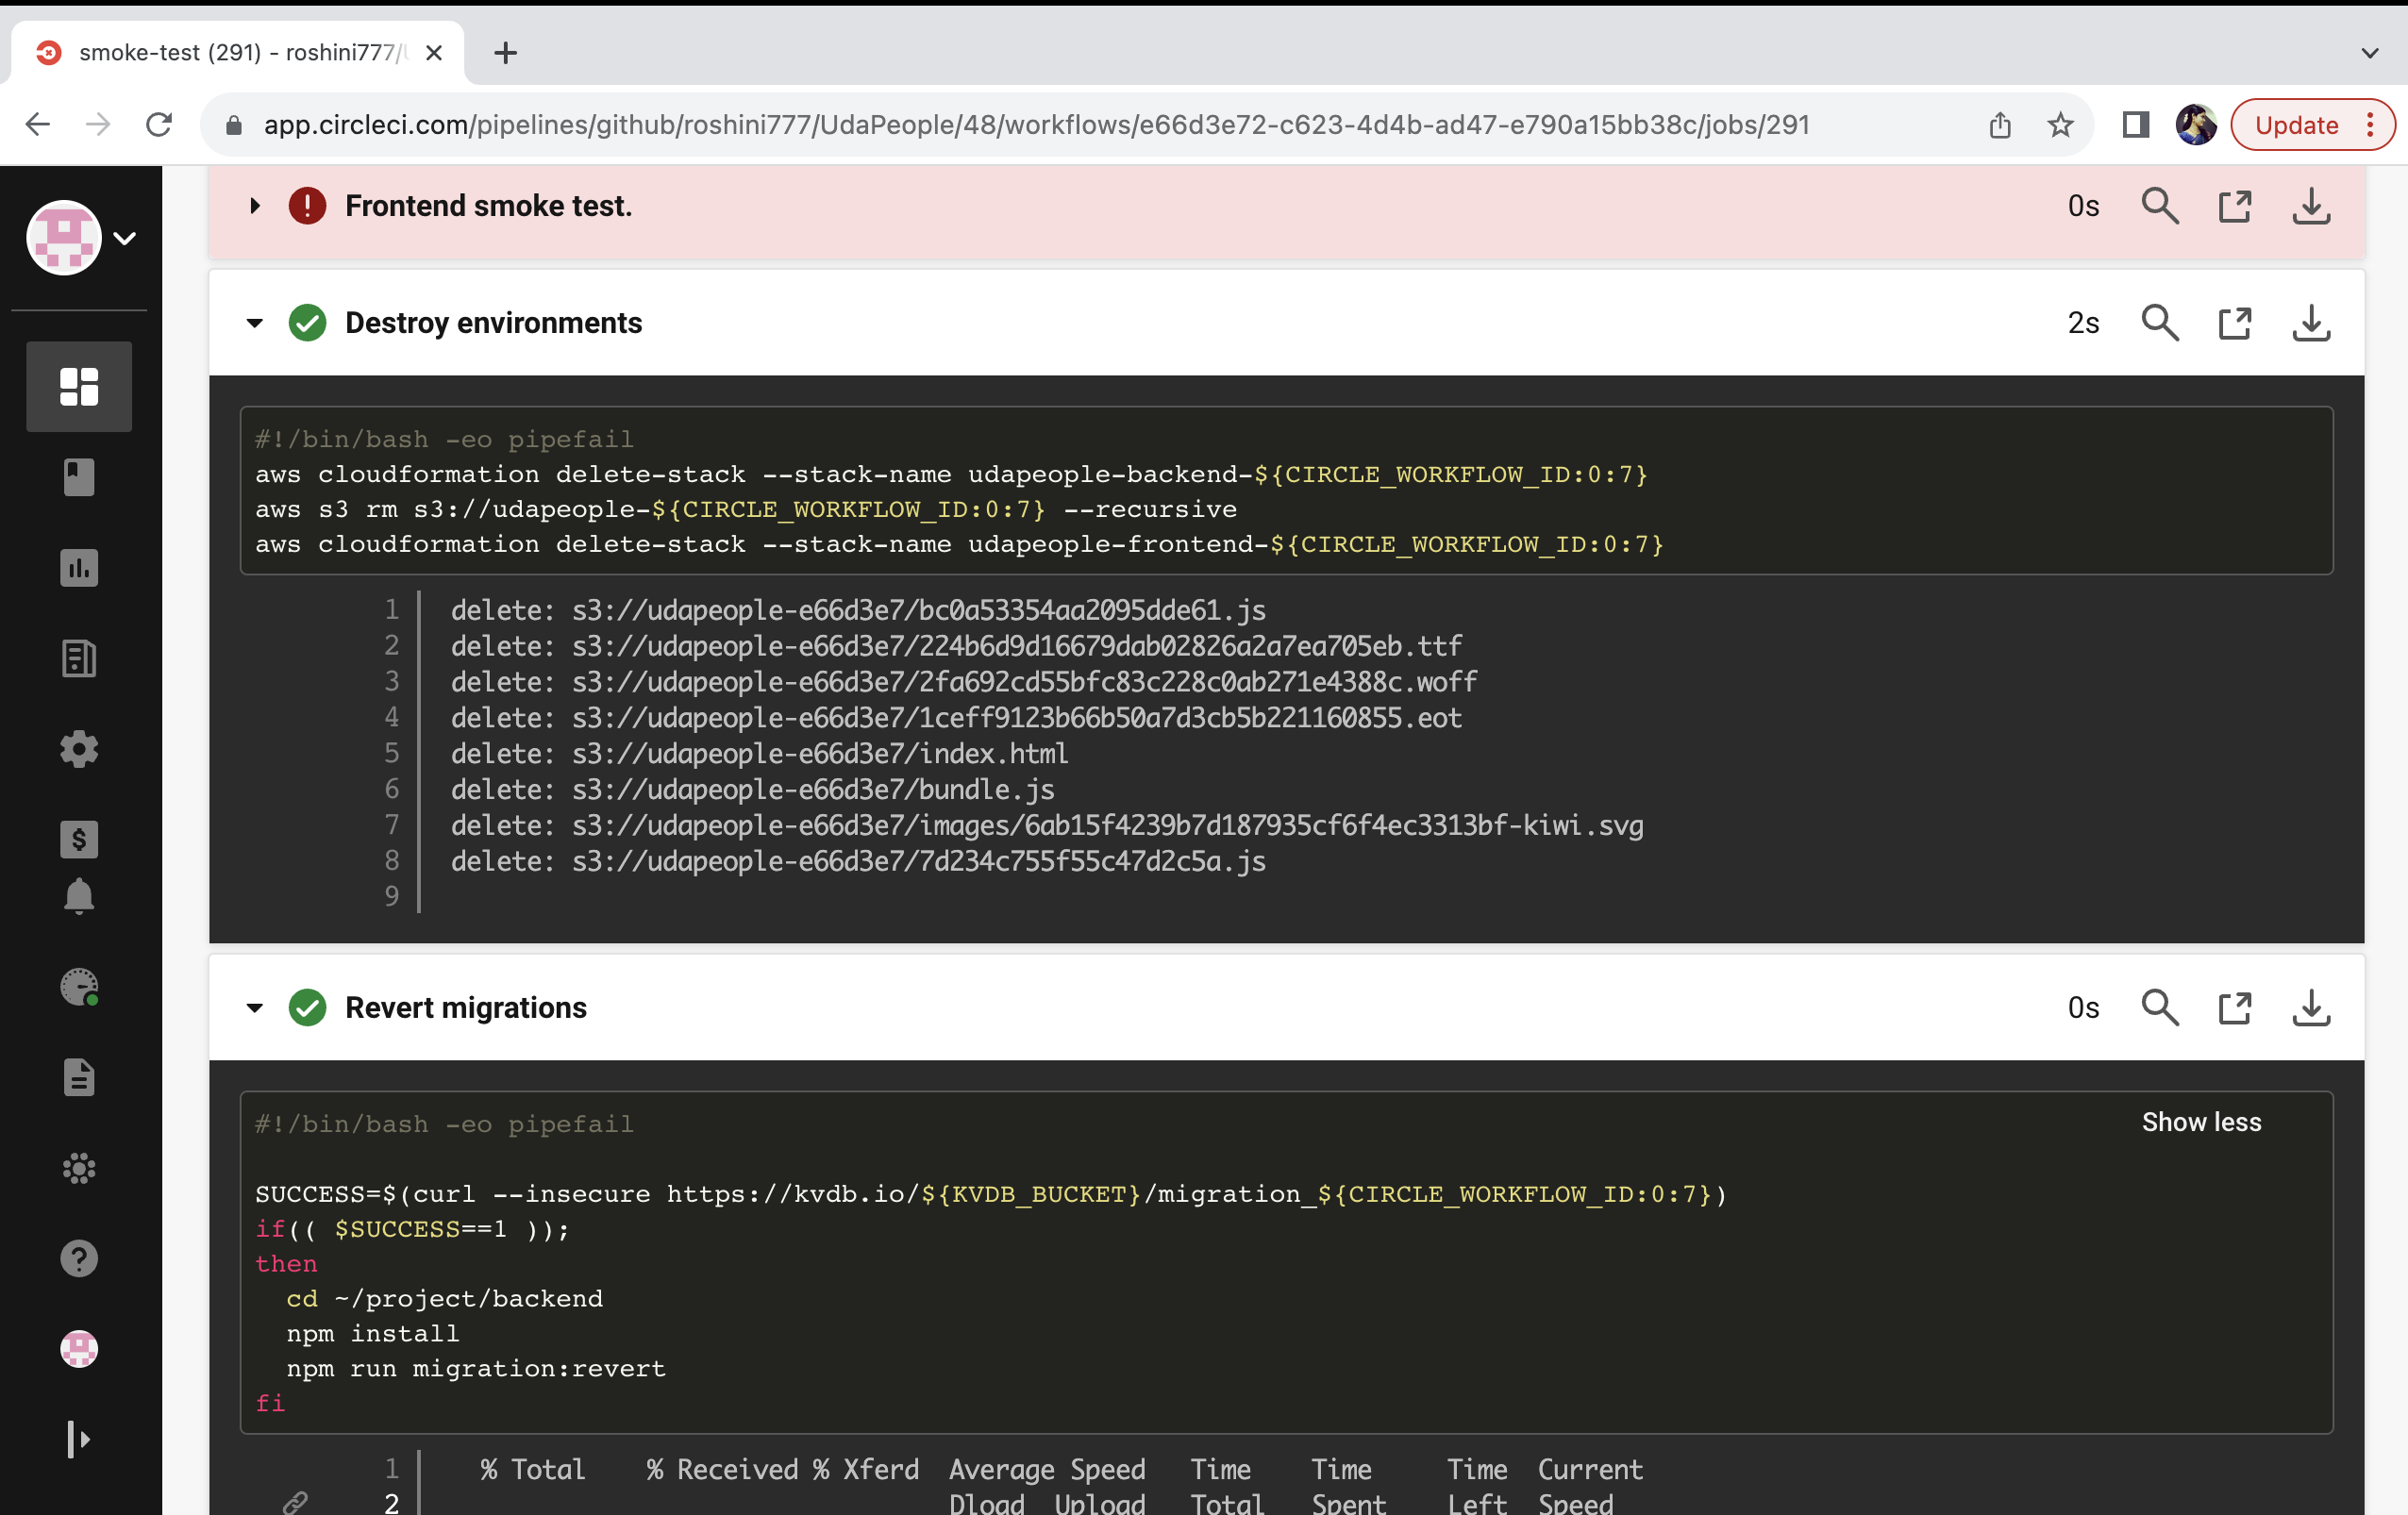 smoke-test (291) - roshini777/U
app.circleci.com/pipelines/github/roshini777/UdaPeople/48/workflows/e66d3e72-c623-4d4b-ad47-e790a15bb38c/jobs/291
Update
Frontend smoke test.
0s
Destroy environments
2s
#!/bin/bash -eo pipefail
aws cloudformation delete-stack --stack-name udapeople-backend-${CIRCLE_WORKFLOW_ID:0:7}
aws s3 rm s3://udapeople-${CIRCLE_WORKFLOW_ID:0:7} --recursive
aws cloudformation delete-stack --stack-name udapeople-frontend-${CIRCLE_WORKFLOW_ID:0:7}
1 delete: s3://udapeople-e66d3e7/bc0a53354aa2095dde61.js
2 delete: s3://udapeople-e66d3e7/224b6d9d16679dab02826a2a7ea705eb.ttf
3 delete: s3://udapeople-e66d3e7/2fa692cd55bfc83c228c0ab271e4388c.woff
4 delete: s3://udapeople-e66d3e7/1ceff9123b66b50a7d3cb5b221160855.eot
5 delete: s3://udapeople-e66d3e7/index.html
6 delete: s3://udapeople-e66d3e7/bundle.js
7 delete: s3://udapeople-e66d3e7/images/6ab15f4239b7d187935cf6f4ec3313bf-kiwi.svg
8 delete: s3://udapeople-e66d3e7/7d234c755f55c47d2c5a.js
9
Revert migrations
0s
#!/bin/bash -eo pipefail
Show less
SUCCESS=$(curl --insecure https://kvdb.io/${KVDB_BUCKET}/migration_${CIRCLE_WORKFLOW_ID:0:7})
if(( $SUCCESS==1 ));
then
cd ~/project/backend
npm install
npm run migration:revert
fi
1 % Total % Received % Xferd Average Speed Time Time Time Current
2 Dload Upload Total Spent Left Speed